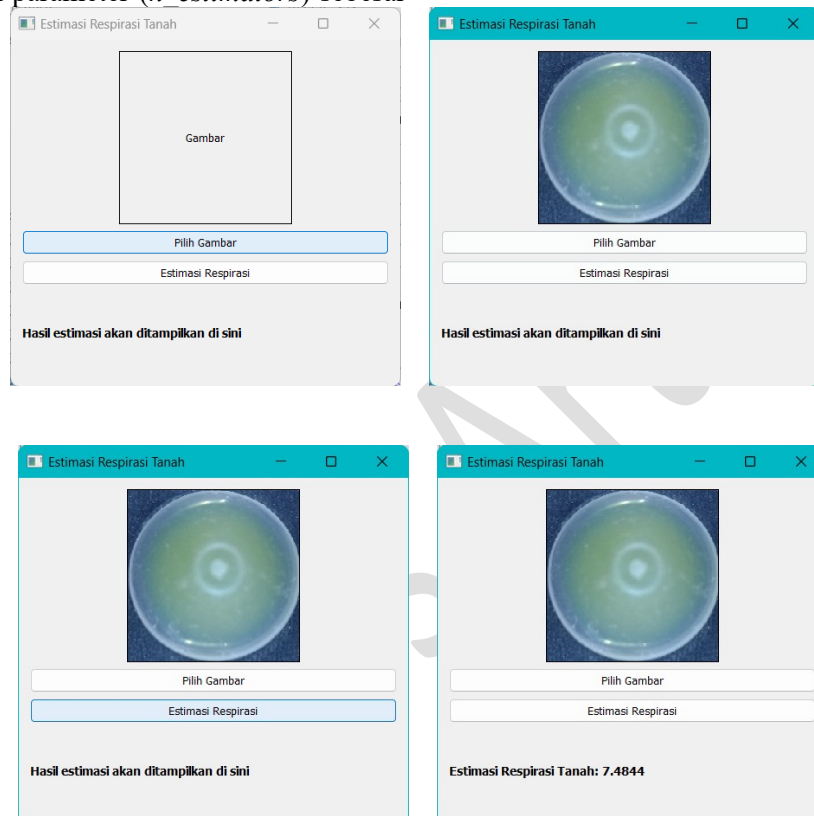 parameter (n_estimators)
Estimasi Respirasi Tanah
Gambar
Pilih Gambar
Estimasi Respirasi
Hasil estimasi akan ditampilkan di sini
Estimasi Respirasi Tanah
Pilih Gambar
Estimasi Respirasi
Hasil estimasi akan ditampilkan di sini
Estimasi Respirasi Tanah
Pilih Gambar
Estimasi Respirasi
Hasil estimasi akan ditampilkan di sini
Estimasi Respirasi Tanah
Pilih Gambar
Estimasi Respirasi
Estimasi Respirasi Tanah: 7.4844